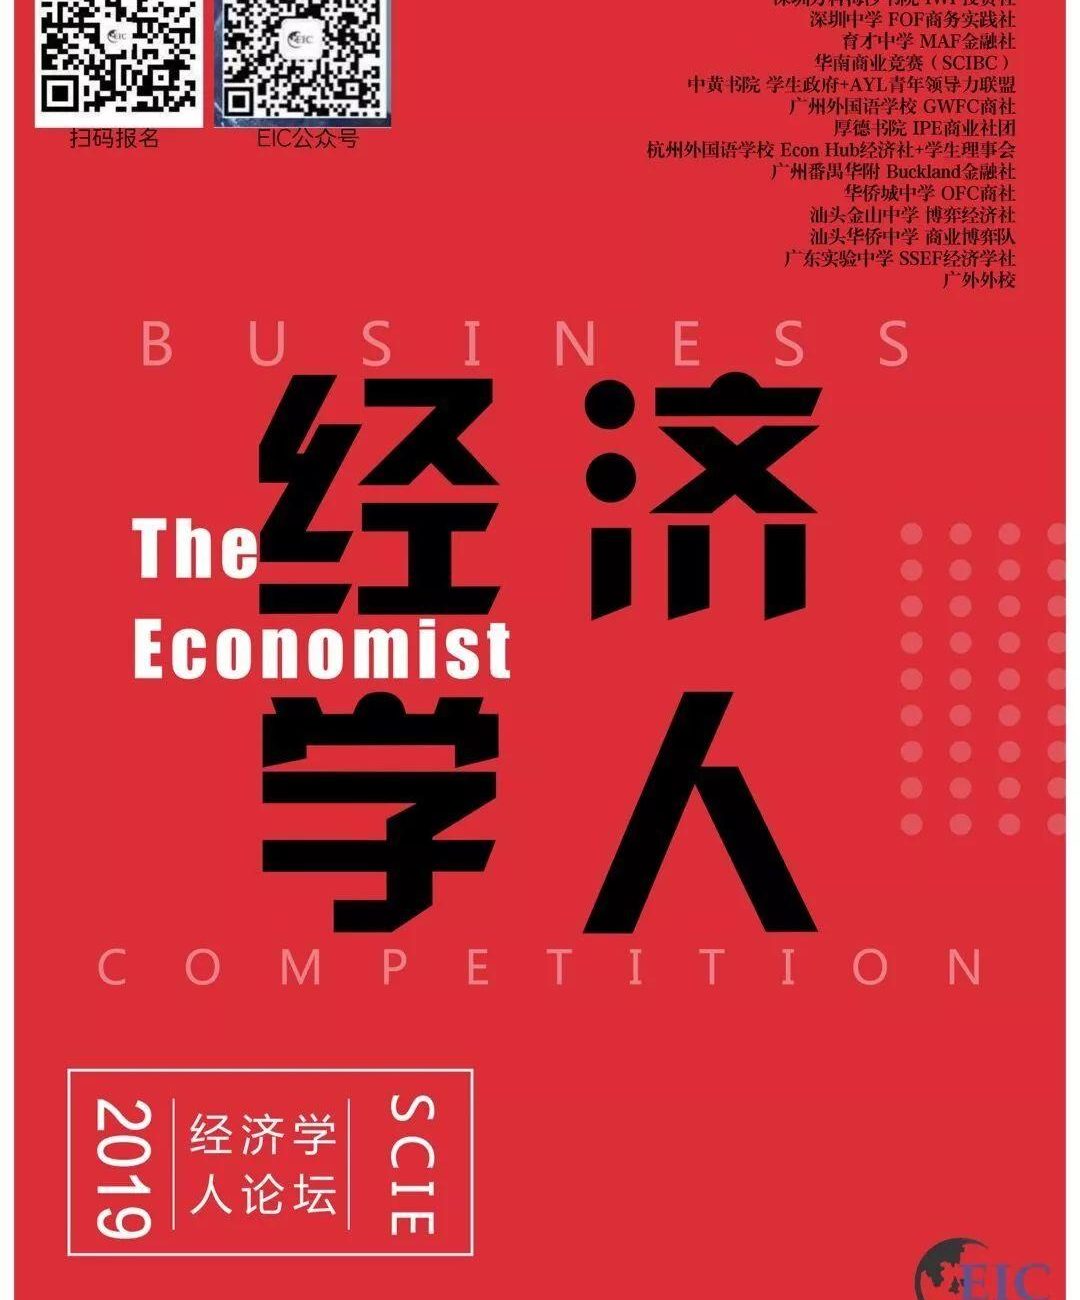 深圳中学 FOF商务实践社
育才中学 MAF金融社
华南商业竞赛（SCIBC）
中黄书院 学生政府+AYL青年领导力联盟
广州外国语学校 GWFC商社
厚德书院 IPE商业社团
杭州外国语学校 Econ Hub经济社+学生理事会
广州番禺华附 Buckland金融社
华侨城中学 OFC商社
汕头金山中学 博弈经济社
汕头华侨中学 商业博弈队
广东实验中学 SSEF经济学社
广外外校
EIC
EIC
扫码报名
EIC公众号
BUSINESS
经济
The
Economist
学人
COMPETITION
2019
经济学
人论坛
SCIE
EIC